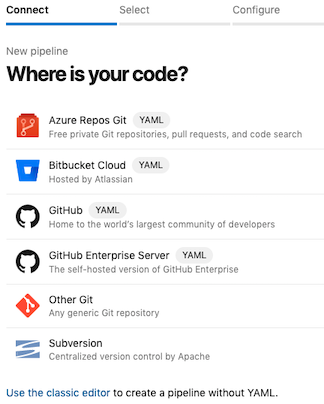 Connect Select Configure
New pipeline
Where is your code?
Azure Repos Git YAML
Free private Git repositories, pull requests, and code search
Bitbucket Cloud YAML
Hosted by Atlassian
GitHub YAML
Home to the world's largest community of developers
GitHub Enterprise Server YAML
The self-hosted version of GitHub Enterprise
Other Git
Any generic Git repository
Subversion
Centralized version control by Apache
Use the classic editor to create a pipeline without YAML.